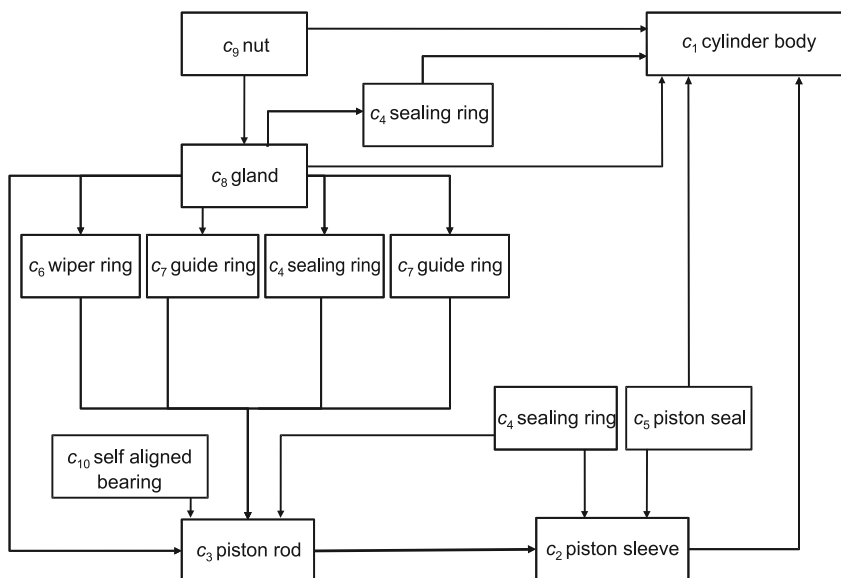 c₉ nut
c₁ cylinder body
c₄ sealing ring
c₈ gland
c₆ wiper ring
c₇ guide ring
c₄ sealing ring
c₇ guide ring
c₄ sealing ring
c₅ piston seal
c₁₀ self aligned
bearing
c₃ piston rod
c₂ piston sleeve